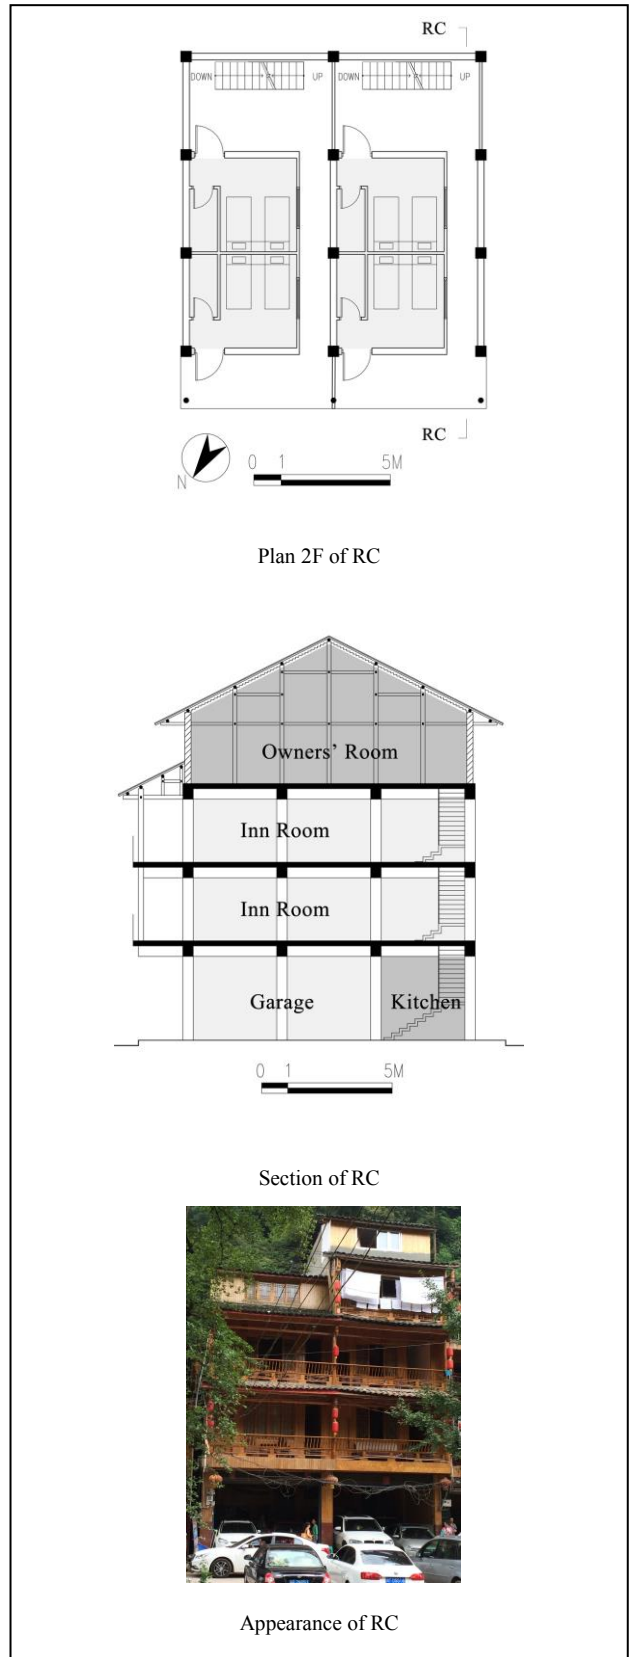 RC
DOWN UP DOWN UP
RC
N
0 1 5M
Plan 2F of RC
Owners' Room
Inn Room
Inn Room
Garage Kitchen
0 1 5M
Section of RC
Appearance of RC